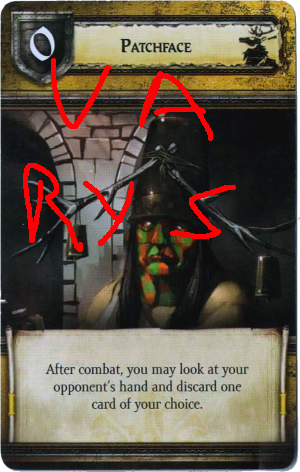 0
PATCHFACE
VA
RYS
After combat, you may look at your
opponent's hand and discard one
card of your choice.